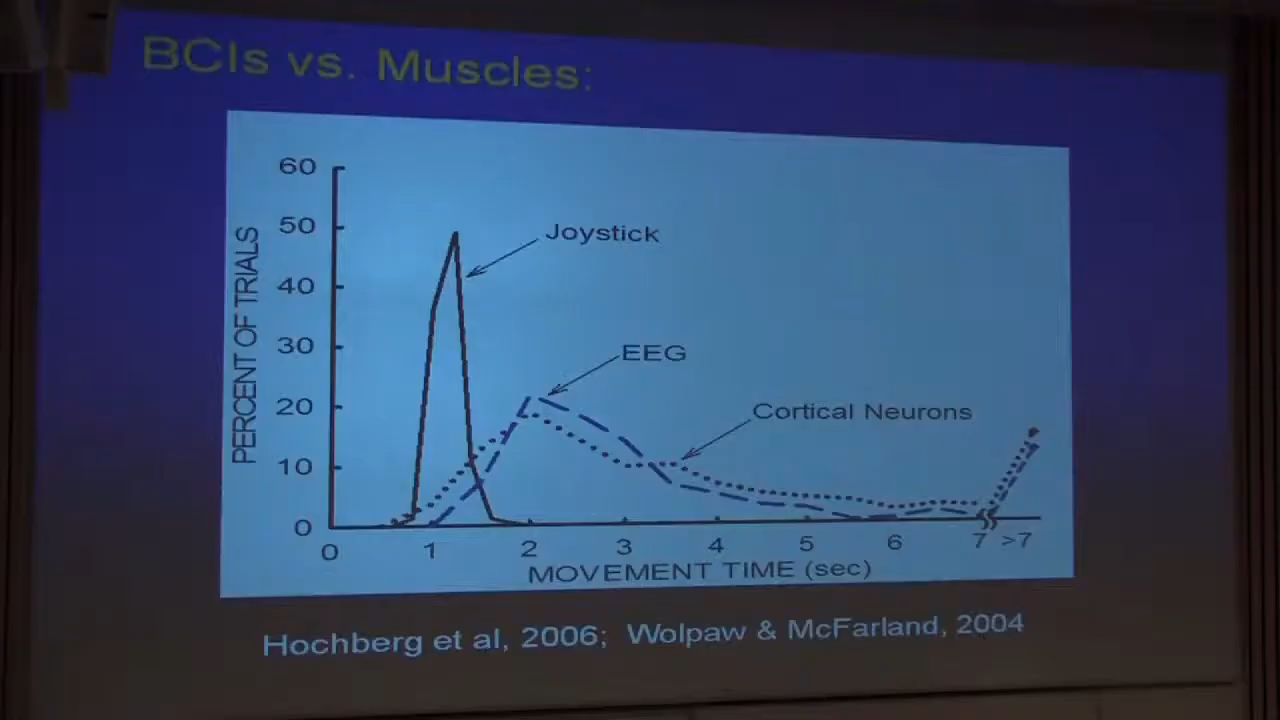 BCIs vs. Muscles:
60
50
40
30
20
10
0
PERCENT OF TRIALS
Joystick
EEG
Cortical Neurons
0 1 2 3 4 5 6 7 >7
MOVEMENT TIME (sec)
Hochberg et al, 2006; Wolpaw & McFarland, 2004